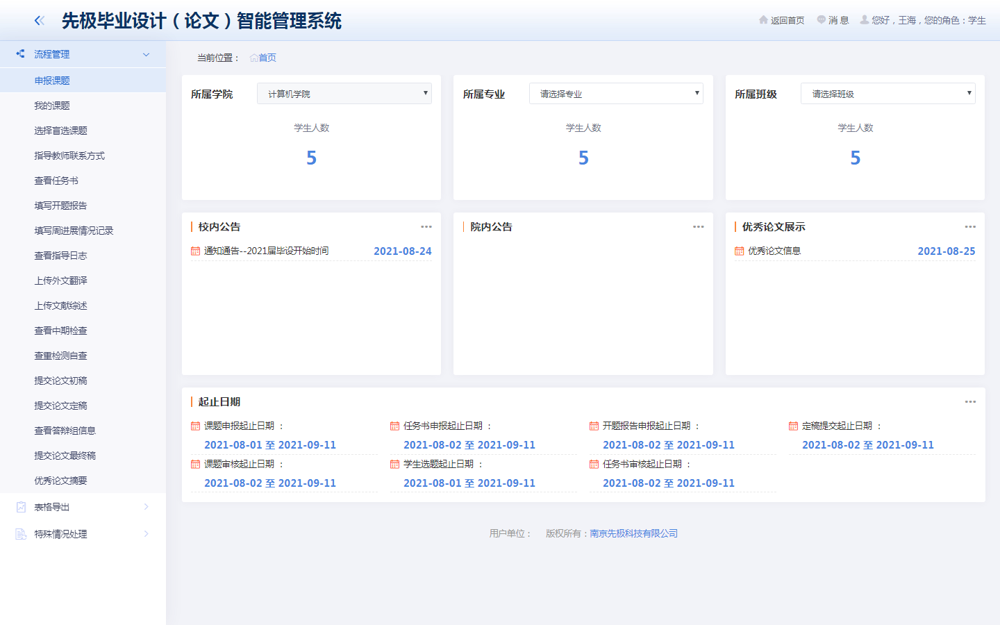 先极毕业设计（论文）智能管理系统
返回首页 消 息 您好，王海，您的角色：学生
流程管理
申报课题
我的课题
选择盲选课题
指导教师联系方式
查看任务书
填写开题报告
填写周进展情况记录
查看指导日志
上传外文翻译
上传文献综述
查看中期检查
查重检测自查
提交论文初稿
提交论文定稿
查看答辩组信息
提交论文最终稿
优秀论文摘要
表格导出
特殊情况处理
当前位置： 首页
所属学院 计算机学院
学生人数
5
所属专业 请选择专业
学生人数
5
所属班级 请选择班级
学生人数
5
校内公告
通知通告--2021届毕设开始时间 2021-08-24
院内公告
优秀论文展示
优秀论文信息 2021-08-25
起止日期
课题申报起止日期 ：
2021-08-01 至 2021-09-11
任务书申报起止日期 ：
2021-08-02 至 2021-09-11
开题报告申报起止日期 ：
2021-08-02 至 2021-09-11
定稿提交起止日期 ：
2021-08-02 至 2021-09-11
课题审核起止日期 ：
2021-08-02 至 2021-09-11
学生选题起止日期 ：
2021-08-01 至 2021-09-11
任务书审核起止日期 ：
2021-08-02 至 2021-09-11
用户单位： 版权所有：南京先极科技有限公司